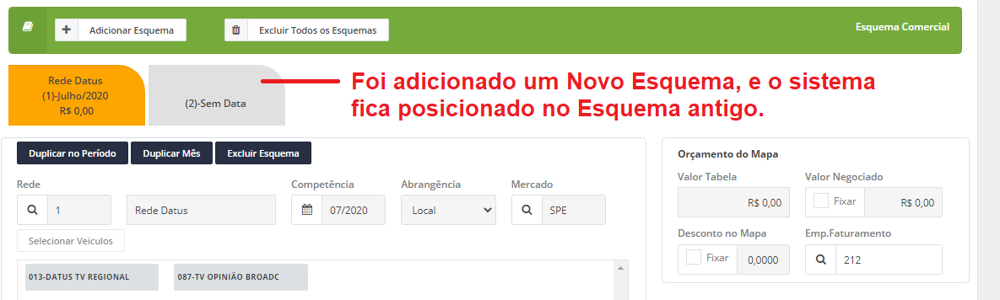 Adicionar Esquema
Excluir Todos os Esquemas
Esquema Comercial
Rede Datus
(1)-Julho/2020
R$ 0,00
(2)-Sem Data
Foi adicionado um Novo Esquema, e o sistema
fica posicionado no Esquema antigo.
Duplicar no Período
Duplicar Mês
Excluir Esquema
Rede
Competência
Abrangência
Mercado
1
Rede Datus
07/2020
Local
SPE
Selecionar Veiculos
013-DATUS TV REGIONAL
087-TV OPINIÃO BROADC
Orçamento do Mapa
Valor Tabela
Valor Negociado
R$ 0,00
Fixar
R$ 0,00
Desconto no Mapa
Emp.Faturamento
Fixar
0,0000
212